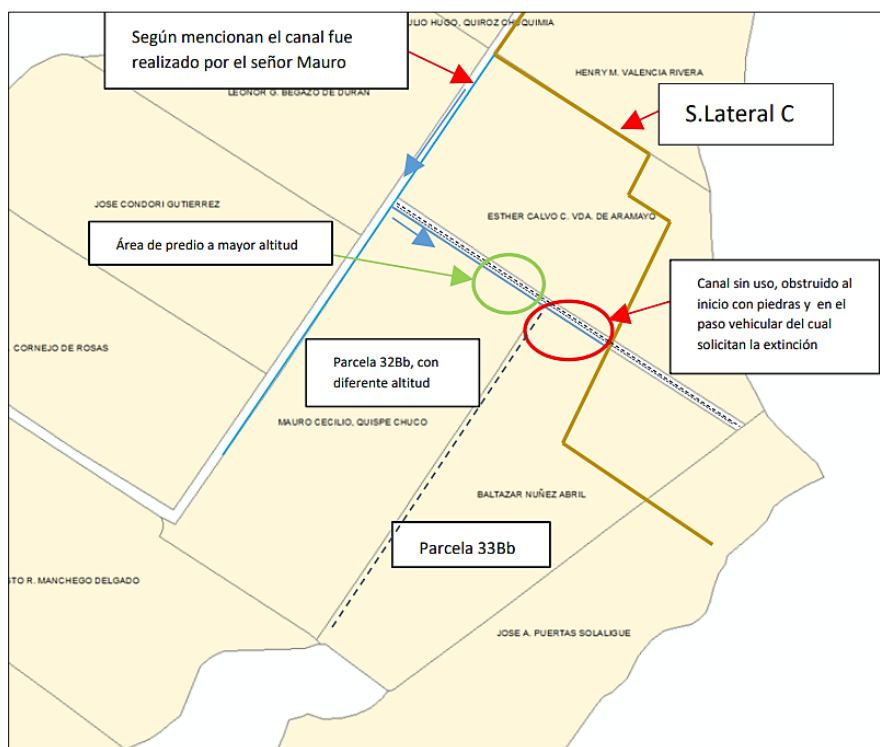 ULIO HUGO, QUIROZ CHOQUIMIA
Según mencionan el canal fue
realizado por el señor Mauro
HENRY M. VALENCIA RIVERA
LEONOR G. BEGAZO DE DURAN
S.Lateral C
JOSE CONDORI GUTIERREZ
ESTHER CALVO C. VDA. DE ARAMAYO
Área de predio a mayor altitud
Canal sin uso, obstruido al
inicio con piedras y en el
paso vehicular del cual
solicitan la extinción
. CORNEJO DE ROSAS
Parcela 32Bb, con
diferente altitud
MAURO CECILIO, QUISPE CHUCO
BALTAZAR NUÑEZ ABRIL
Parcela 33Bb
STO R. MANCHEGO DELGADO
JOSE A. PUERTAS SOLALIGUE